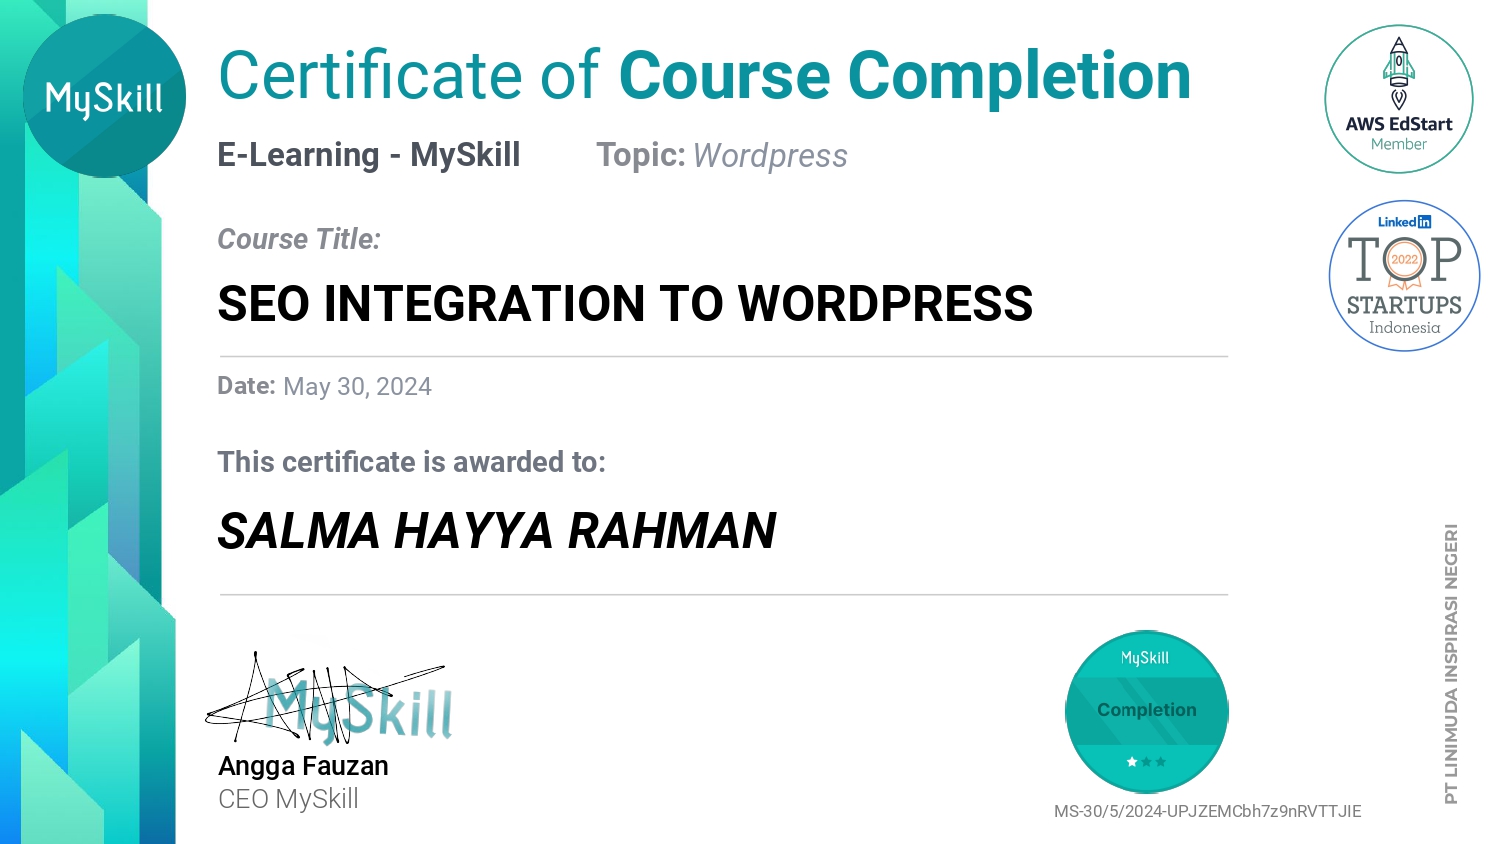 MySkill
Certificate of Course Completion
E-Learning - MySkill Topic: Wordpress
Course Title:
SEO INTEGRATION TO WORDPRESS
Date: May 30, 2024
This certificate is awarded to:
SALMA HAYYA RAHMAN
MySkill
Angga Fauzan
CEO MySkill
MySkill
Completion
MS-30/5/2024-UPJZEMCbh7z9nRVTTJIE
AWS EdStart
Member
Linked in
TOP
2022
STARTUPS
Indonesia
PT LINIMUDA INSPIRASI NEGERI